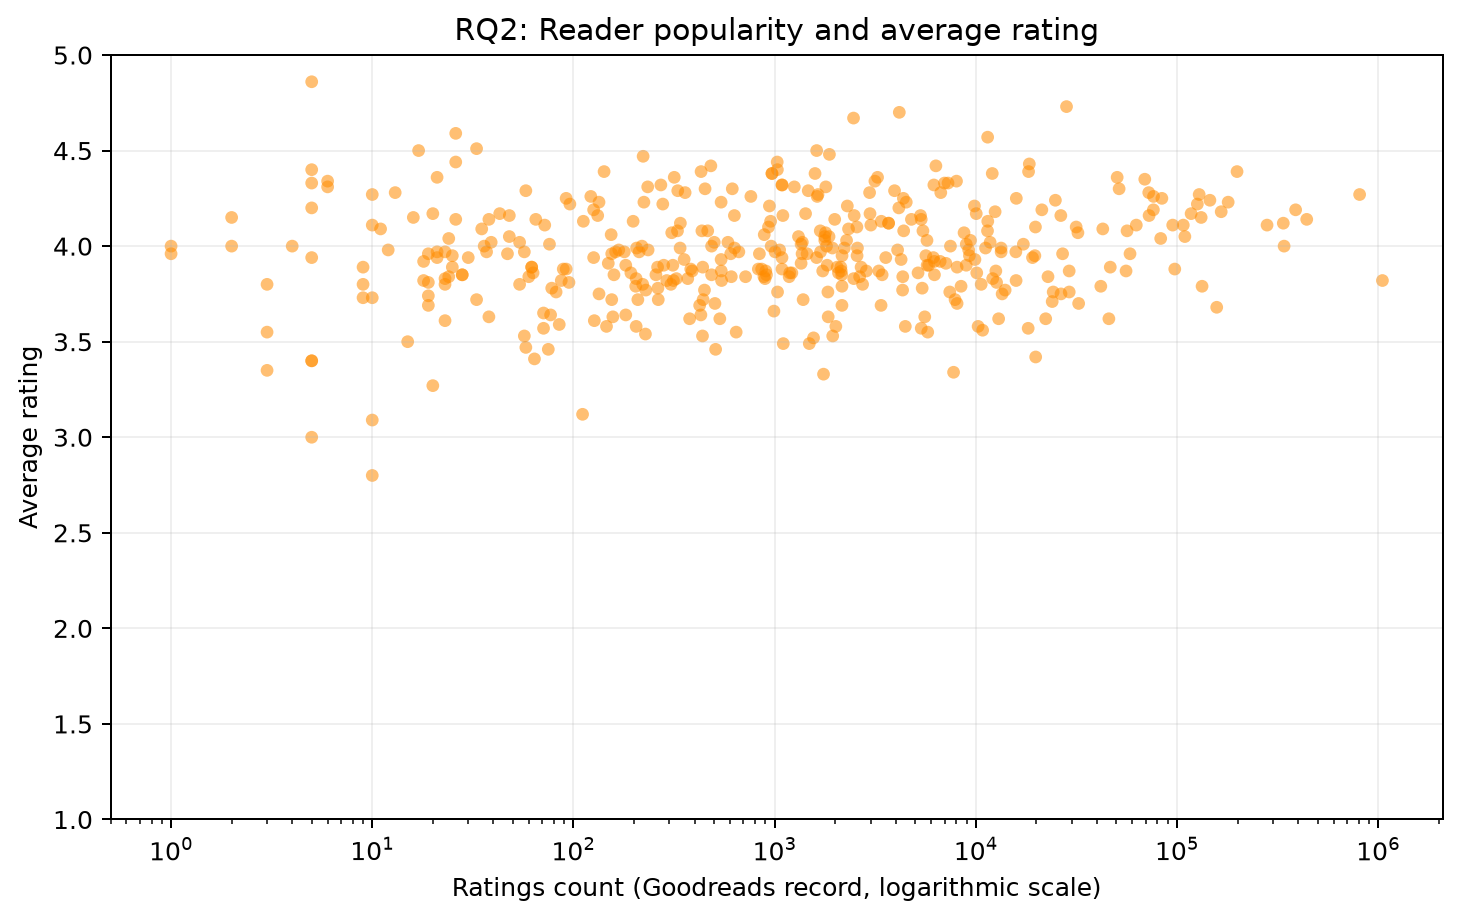 RQ2: Reader popularity and average rating
5.0
4.5
4.0
3.5
3.0
2.5
2.0
1.5
1.0
Average rating
10⁰ 10¹ 10² 10³ 10⁴ 10⁵ 10⁶
Ratings count (Goodreads record, logarithmic scale)